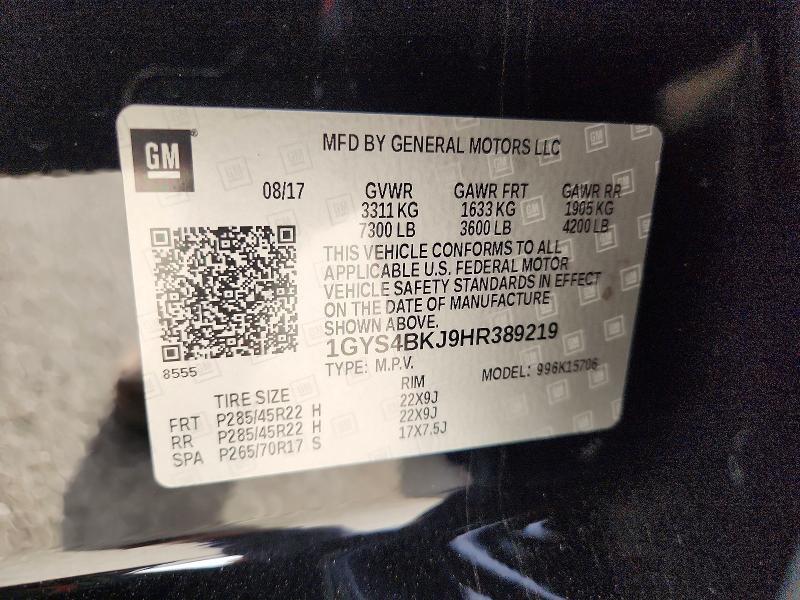 GM
MFD BY GENERAL MOTORS LLC
08/17 GVWR GAWR FRT GAWR RR
3311 KG 1633 KG 1905 KG
7300 LB 3600 LB 4200 LB
THIS VEHICLE CONFORMS TO ALL
APPLICABLE U.S. FEDERAL MOTOR
VEHICLE SAFETY STANDARDS IN EFFECT
ON THE DATE OF MANUFACTURE
SHOWN ABOVE.
1GYS4BKJ9HR389219
8555
TYPE: M.P.V. MODEL: 996K15706
TIRE SIZE RIM
FRT P285/45R22 H 22X9J
RR P285/45R22 H 22X9J
SPA P265/70R17 S 17X7.5J